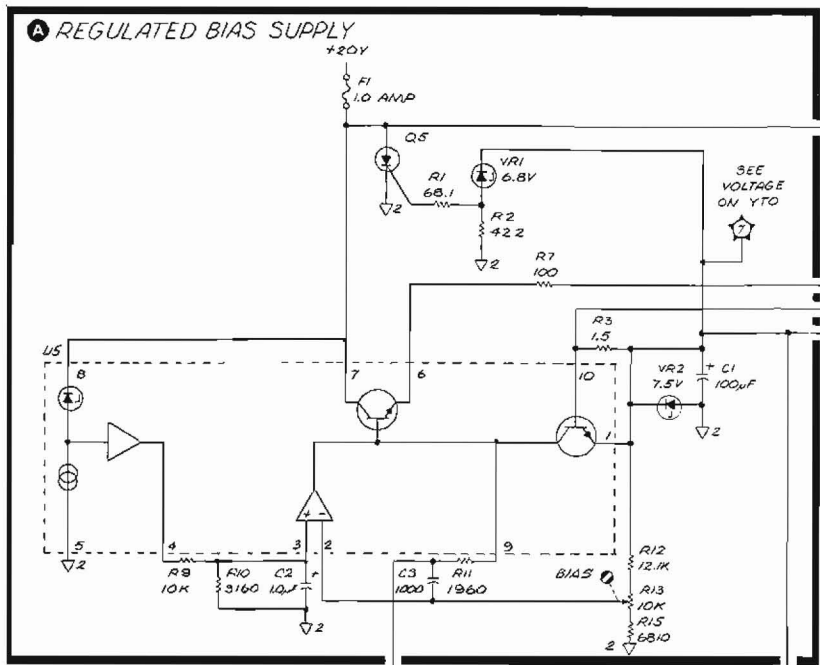 A REGULATED BIAS SUPPLY
+20V
F1
1.0 AMP
Q5
VR1
6.8V
SEE
VOLTAGE
ON YTO
7
R1
68.1
2
R2
422
2
R7
100
R3
1.5
U5
8
7
6
10
VR2
7.5V
+ C1
100µF
2
1
+ -
5
4
3
2
9
2
R9
10K
R10
3160
C2
1.0µF
+
C3
1000
R11
1960
BIAS
R12
12.1K
R13
10K
R15
6810
2
2